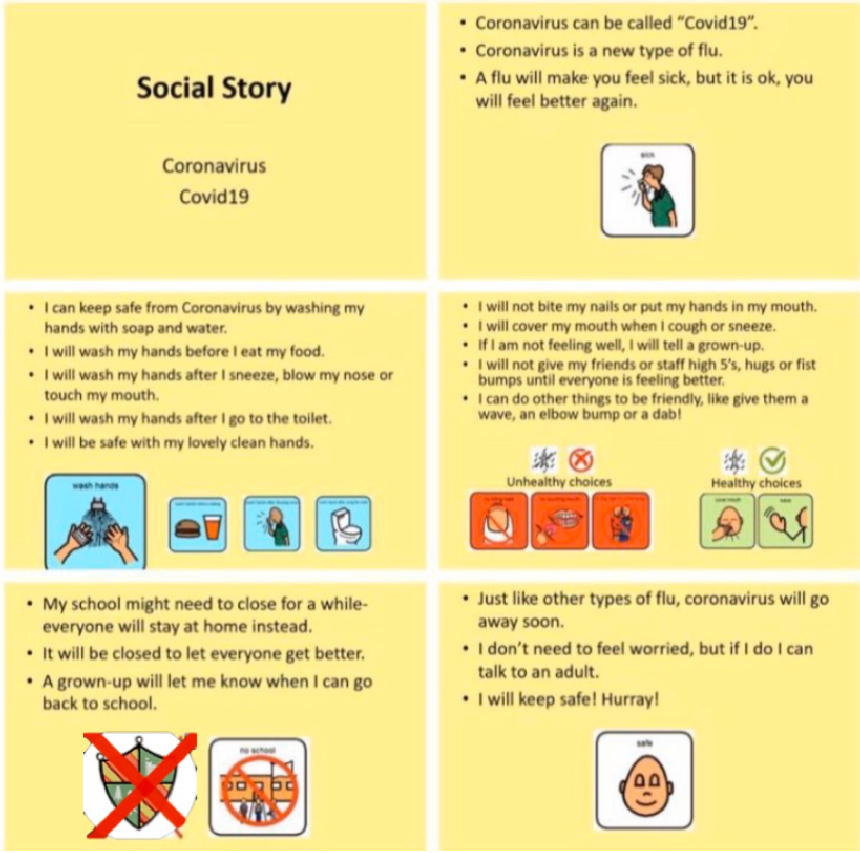 Social Story
Coronavirus
Covid19
▪ Coronavirus can be called “Covid19”.
▪ Coronavirus is a new type of flu.
▪ A flu will make you feel sick, but it is ok, you
will feel better again.
sick
• I can keep safe from Coronavirus by washing my
hands with soap and water.
• I will wash my hands before I eat my food.
• I will wash my hands after I sneeze, blow my nose or
touch my mouth.
• I will wash my hands after I go to the toilet.
• I will be safe with my lovely clean hands.
wash hands
• I will not bite my nails or put my hands in my mouth.
• I will cover my mouth when I cough or sneeze.
• If I am not feeling well, I will tell a grown-up.
• I will not give my friends or staff high 5’s, hugs or fist
bumps until everyone is feeling better.
• I can do other things to be friendly, like give them a
wave, an elbow bump or a dab!
Unhealthy choices
Healthy choices
• My school might need to close for a while-
everyone will stay at home instead.
• It will be closed to let everyone get better.
• A grown-up will let me know when I can go
back to school.
no school
• Just like other types of flu, coronavirus will go
away soon.
• I don’t need to feel worried, but if I do I can
talk to an adult.
• I will keep safe! Hurray!
safe